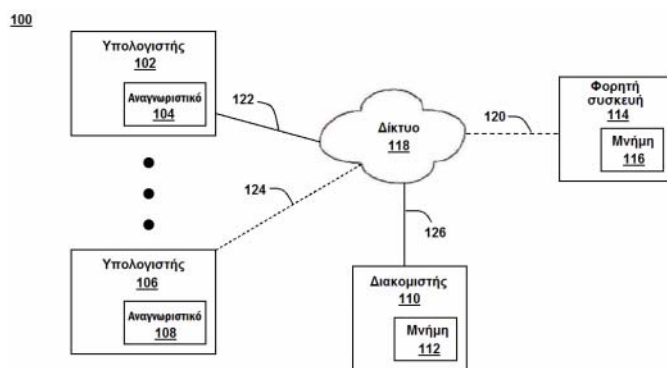 100
Υπολογιστής
102
Αναγνωριστικό
104
122
Δίκτυο
118
120
Φορητή
συσκευή
114
Μνήμη
116
124
126
Υπολογιστής
106
Αναγνωριστικό
108
Διακομιστής
110
Μνήμη
112